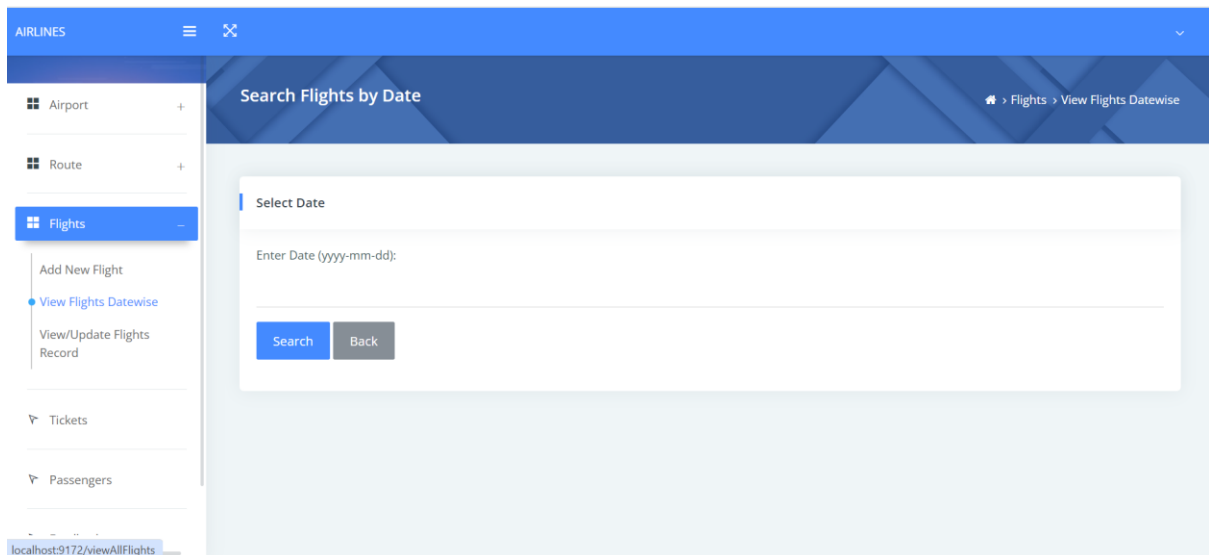 AIRLINES
Search Flights by Date
> Flights > View Flights Datewise
Airport +
Route +
Flights –
Add New Flight
View Flights Datewise
View/Update Flights
Record
Tickets
Passengers
localhost:9172/viewAllFlights
Select Date
Enter Date (yyyy-mm-dd):
Search Back